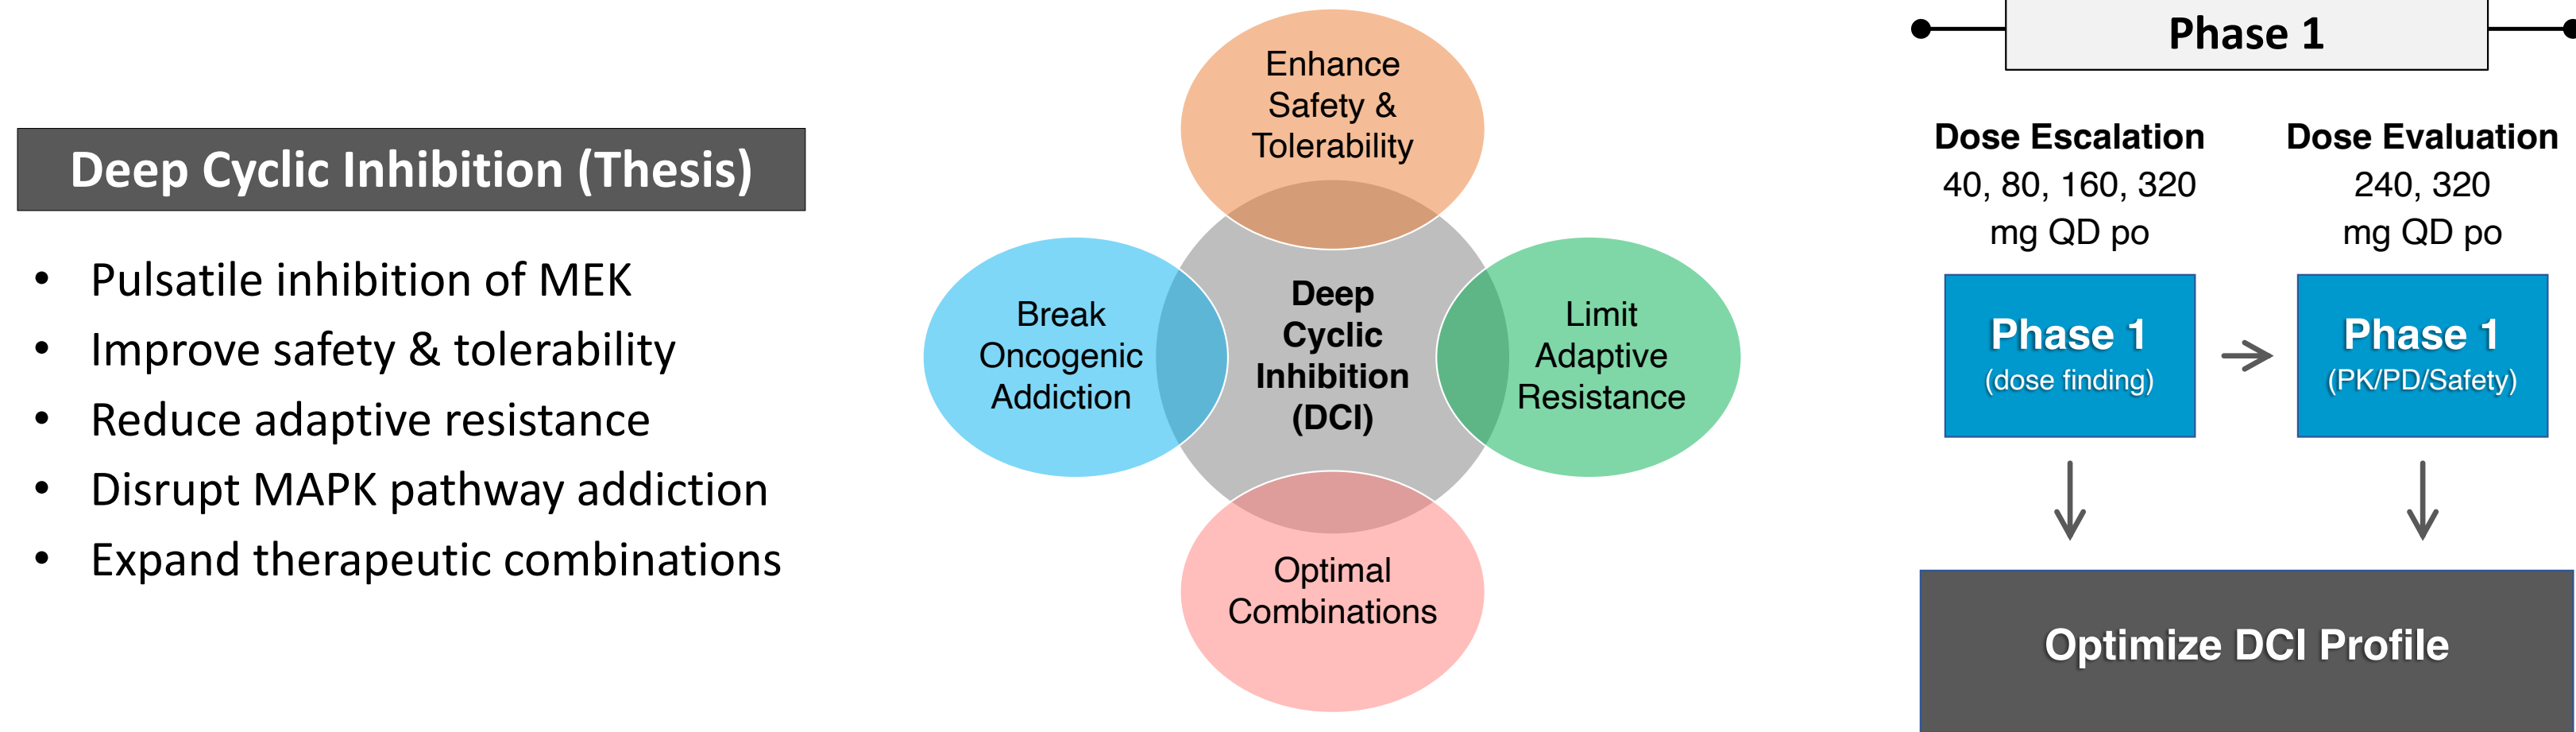 Deep Cyclic Inhibition (Thesis)
• Pulsatile inhibition of MEK
• Improve safety & tolerability
• Reduce adaptive resistance
• Disrupt MAPK pathway addiction
• Expand therapeutic combinations
Enhance
Safety &
Tolerability
Break
Oncogenic
Addiction
Deep
Cyclic
Inhibition
(DCI)
Limit
Adaptive
Resistance
Optimal
Combinations
Phase 1
Dose Escalation
40, 80, 160, 320
mg QD po
Phase 1
(dose finding)
Dose Evaluation
240, 320
mg QD po
Phase 1
(PK/PD/Safety)
Optimize DCI Profile